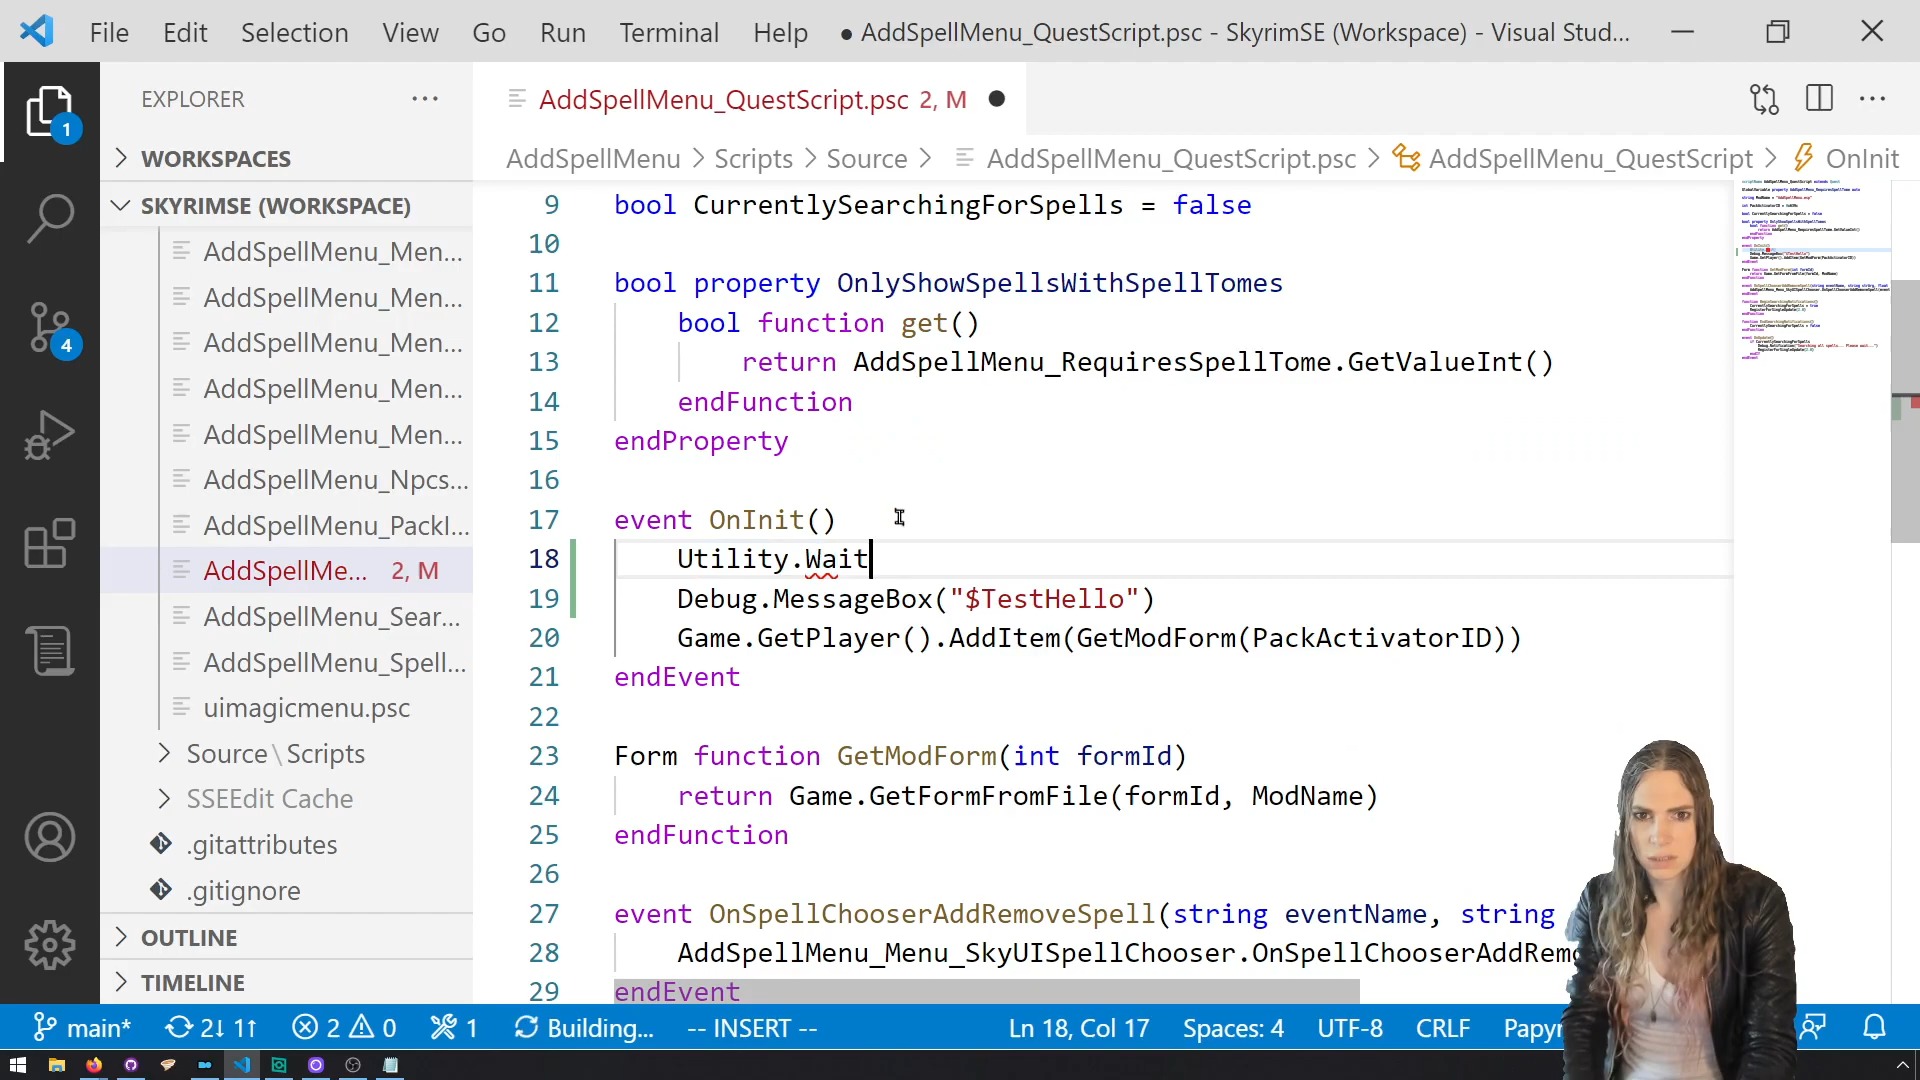 File Edit Selection View Go Run Terminal Help ● AddSpellMenu_QuestScript.psc - SkyrimSE (Workspace) - Visual Stud...
EXPLORER
AddSpellMenu_QuestScript.psc 2, M
WORKSPACES
AddSpellMenu > Scripts > Source > AddSpellMenu_QuestScript.psc > AddSpellMenu_QuestScript > OnInit
SKYRIMSE (WORKSPACE)
AddSpellMenu_Men...
AddSpellMenu_Men...
AddSpellMenu_Men...
AddSpellMenu_Men...
AddSpellMenu_Men...
AddSpellMenu_Npcs...
AddSpellMenu_PackI...
AddSpellMe... 2, M
AddSpellMenu_Sear...
AddSpellMenu_Spell...
uimagicmenu.psc
Source\Scripts
SSEEdit Cache
.gitattributes
.gitignore
OUTLINE
TIMELINE
1
4
9 bool CurrentlySearchingForSpells = false
10
11 bool property OnlyShowSpellsWithSpellTomes
12 bool function get()
13 return AddSpellMenu_RequiresSpellTome.GetValueInt()
14 endFunction
15 endProperty
16
17 event OnInit()
18 Utility.Wait
19 Debug.MessageBox("$TestHello")
20 Game.GetPlayer().AddItem(GetModForm(PackActivatorID))
21 endEvent
22
23 Form function GetModForm(int formId)
24 return Game.GetFormFromFile(formId, ModName)
25 endFunction
26
27 event OnSpellChooserAddRemoveSpell(string eventName, string
28 AddSpellMenu_Menu_SkyUISpellChooser.OnSpellChooserAddRem
29 endEvent
main* 2↓ 1↑ 2 0 1 Building... -- INSERT -- Ln 18, Col 17 Spaces: 4 UTF-8 CRLF Papyr